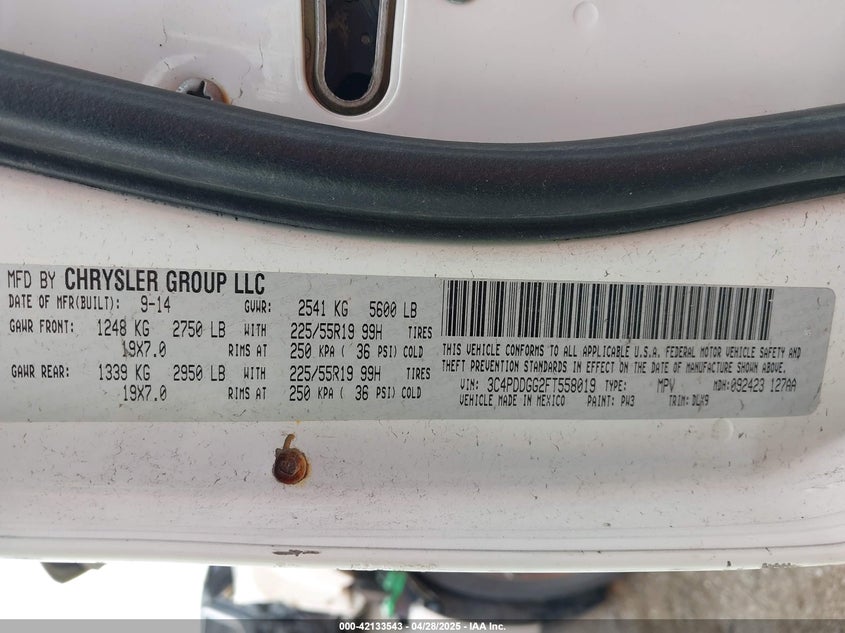 MFD BY CHRYSLER GROUP LLC
DATE OF MFR(BUILT): 9-14 GVWR: 2541 KG 5600 LB
GAWR FRONT: 1248 KG 2750 LB WITH 225/55R19 99H TIRES
19X7.0 RIMS AT 250 KPA ( 36 PSI) COLD
GAWR REAR: 1339 KG 2950 LB WITH 225/55R19 99H TIRES
19X7.0 RIMS AT 250 KPA ( 36 PSI) COLD
THIS VEHICLE CONFORMS TO ALL APPLICABLE U.S.A. FEDERAL MOTOR VEHICLE SAFETY AND
THEFT PREVENTION STANDARDS IN EFFECT ON THE DATE OF MANUFACTURE SHOWN ABOVE.
VIN: 3C4PDDGG2FT558019 TYPE: MPV MDH: 092423 127AA
VEHICLE MADE IN MEXICO PAINT: PW3 TRIM: DLX9
000-42133543 / 04/28/2025 / © IAA Inc.